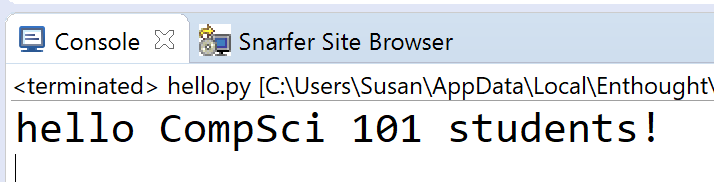 Console Snarfer Site Browser
<terminated> hello.py [C:\Users\Susan\AppData\Local\Enthought\
hello CompSci 101 students!